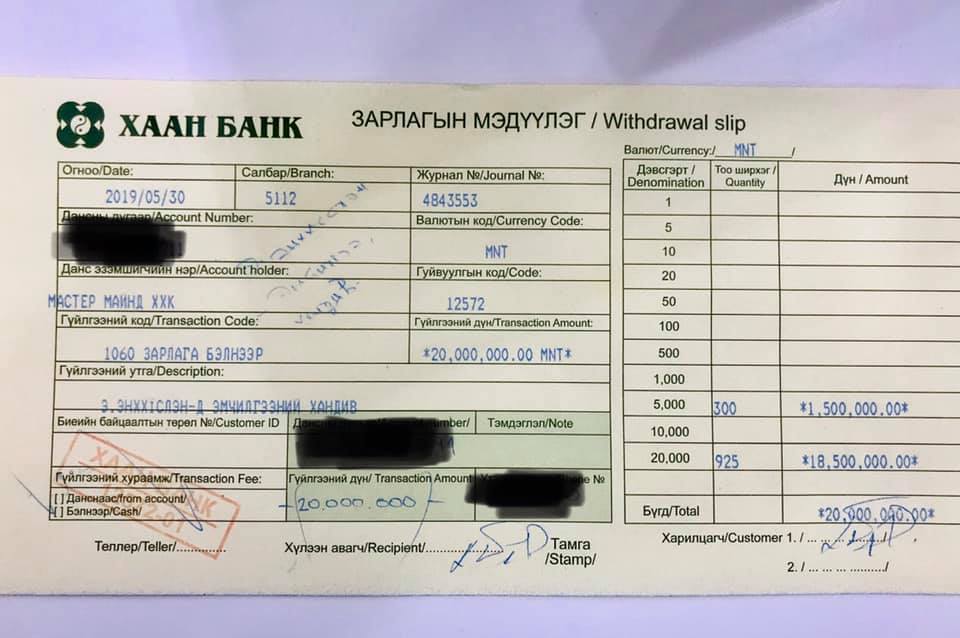 ХААН БАНК
ЗАРЛАГЫН МЭДҮҮЛЭГ / Withdrawal slip
Валют/Currency:/ MNT /
Огноо/Date:
2019/05/30
Салбар/Branch:
5112
Журнал №/Journal №:
4843553
Дансны дугаар/Account Number:
Валютын код/Currency Code:
MNT
Данс эзэмшигчийн нэр/Account holder:
МАСТЕР МАЙНД ХХК
Гуйвуулгын код/Code:
12572
Гүйлгээний код/Transaction Code:
1060 ЗАРЛАГА БЭЛНЭЭР
Гүйлгээний дүн/Transaction Amount:
*20,000,000.00 MNT*
Гүйлгээний утга/Description:
Э.ЭНХХІСЛЭН-Д ЭМЧИЛГЭЭНИЙ ХАНДИВ
Биеийн байцаалтын төрөл №/Customer ID
Тэмдэглэл/Note
Гүйлгээний хураамж/Transaction Fee:
[ ] Данснаас/from account/
[ ] Бэлнээр/Cash/
Гүйлгээний дүн/ Transaction Amount
-20,000,000-
ХААН БАНК
Теллер/Teller/............
Хүлээн авагч/Recipient/............
Тамга
/Stamp/
Дэвсгэрт / Denomination
Тоо ширхэг / Quantity
Дүн / Amount
1
5
10
20
50
100
500
1,000
5,000 300 *1,500,000.00*
10,000
20,000 925 *18,500,000.00*
Бүгд/Total *20,000,000.00*
Харилцагч/Customer 1. / ... ... ... ........./
2. / ... ... ... ........./